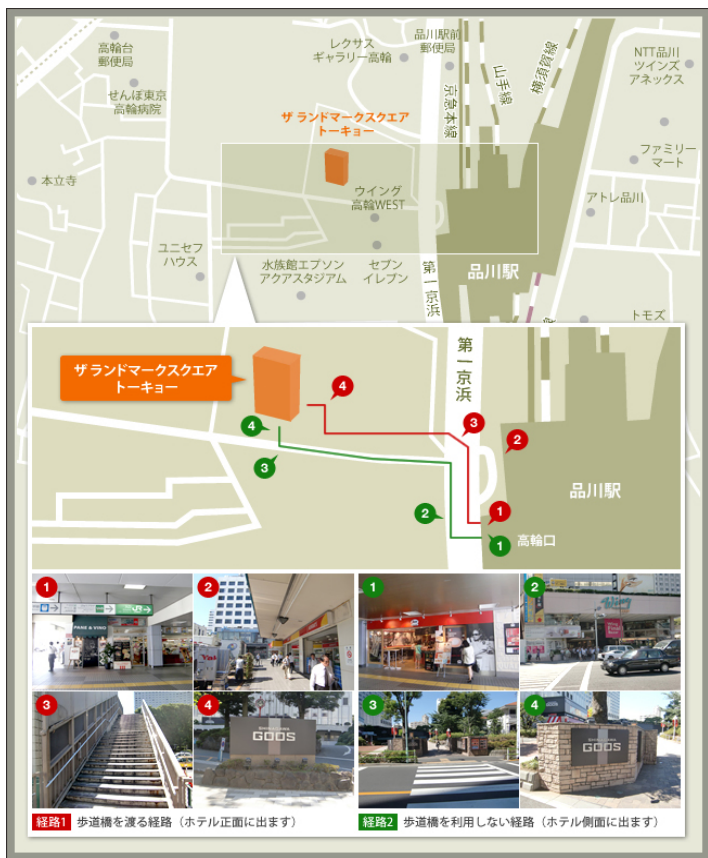 高輪台
郵便局
せんぽ東京
高輪病院
本立寺
ユニセフ
ハウス
レクサス
ギャラリー高輪
品川駅前
郵便局
京急本線
山手線
横須賀線
NTT品川
ツインズ
アネックス
ファミリー
マート
アトレ品川
ザ ランドマークスクエア
トーキョー
ウイング
高輪WEST
水族館エプソン
アクアスタジアム
セブン
イレブン
第一京浜
品川駅
トモズ
ザ ランドマークスクエア
トーキョー
第一京浜
4
3
2
1
4
3
2
1
品川駅
高輪口
1
2
1
2
PANE & VINO
JR
3
4
3
4
GOOS
GOOS
経路1 歩道橋を渡る経路（ホテル正面に出ます）
経路2 歩道橋を利用しない経路（ホテル側面に出ます）